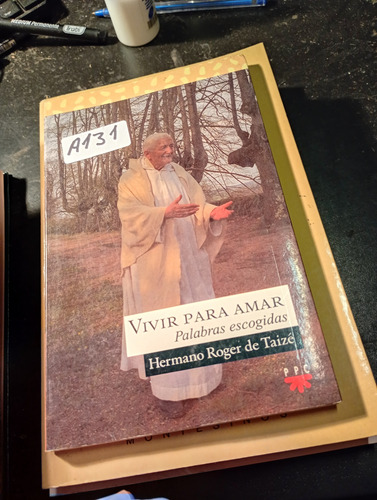 A131
VIVIR PARA AMAR
Palabras escogidas
Hermano Roger de Taizé
PPC